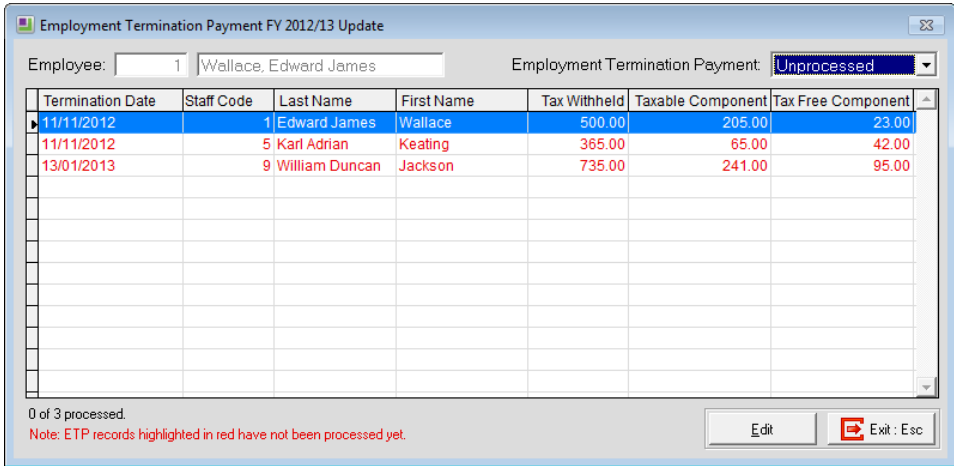 Employment Termination Payment FY 2012/13 Update
Employee: 1 Wallace, Edward James Employment Termination Payment: Unprocessed
Termination Date Staff Code Last Name First Name Tax Withheld Taxable Component Tax Free Component
11/11/2012 1 Edward James Wallace 500.00 205.00 23.00
11/11/2012 5 Karl Adrian Keating 365.00 65.00 42.00
13/01/2013 9 William Duncan Jackson 735.00 241.00 95.00
0 of 3 processed.
Note: ETP records highlighted in red have not been processed yet.
Edit Exit : Esc